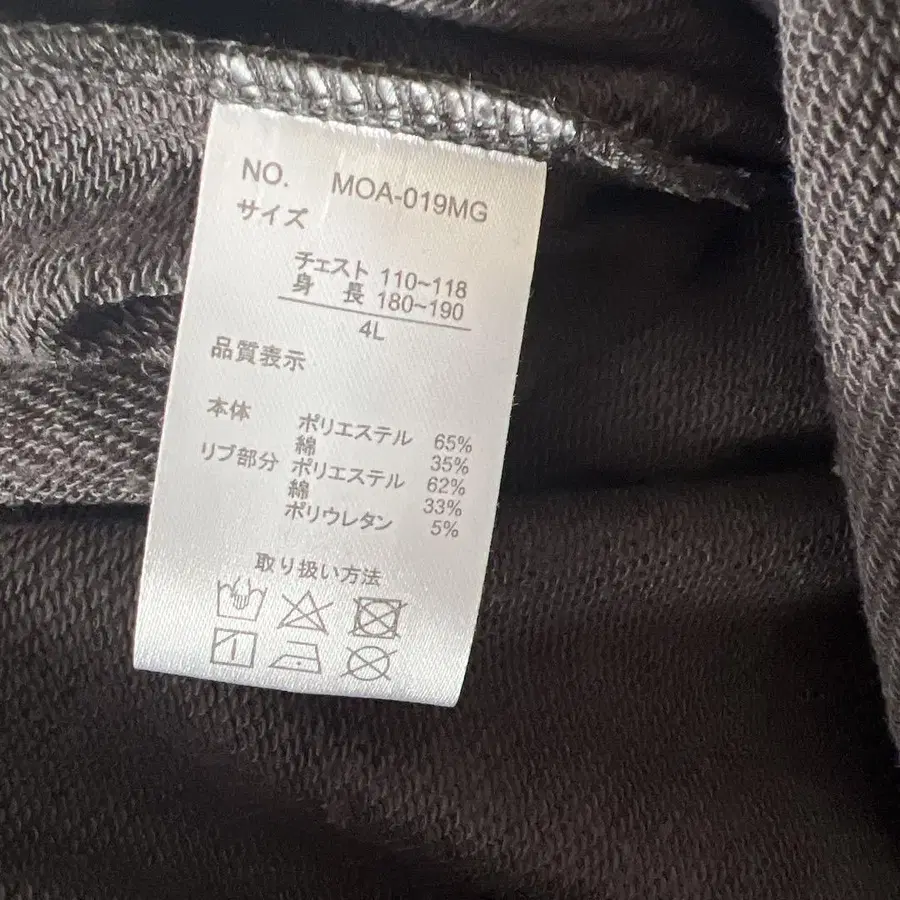 NO. MOA-019MG
サイズ
チェスト 110~118
身 長 180~190
4L
品質表示
本体 ポリエステル 65%
綿 35%
リブ部分 ポリエステル 62%
綿 33%
ポリウレタン 5%
取り扱い方法